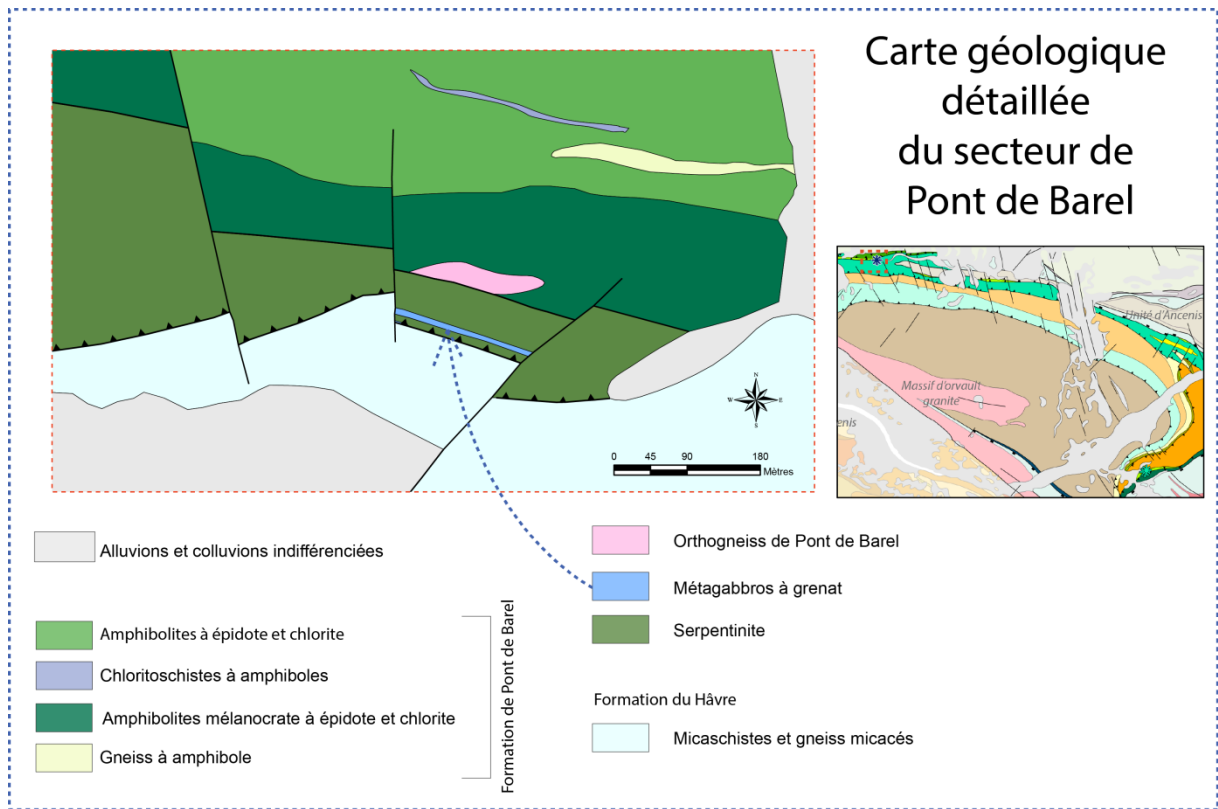 Carte géologique
détaillée
du secteur de
Pont de Barel
N
W
E
S
0 45 90 180
Mètres
Unité d'Ancenis
Massif d'orvault
granite
enis
Alluvions et colluvions indifférenciées
Amphibolites à épidote et chlorite
Chloritoschistes à amphiboles
Amphibolites mélanocrate à épidote et chlorite
Gneiss à amphibole
Formation de Pont de Barel
Orthogneiss de Pont de Barel
Métagabbros à grenat
Serpentinite
Formation du Hâvre
Micaschistes et gneiss micacés